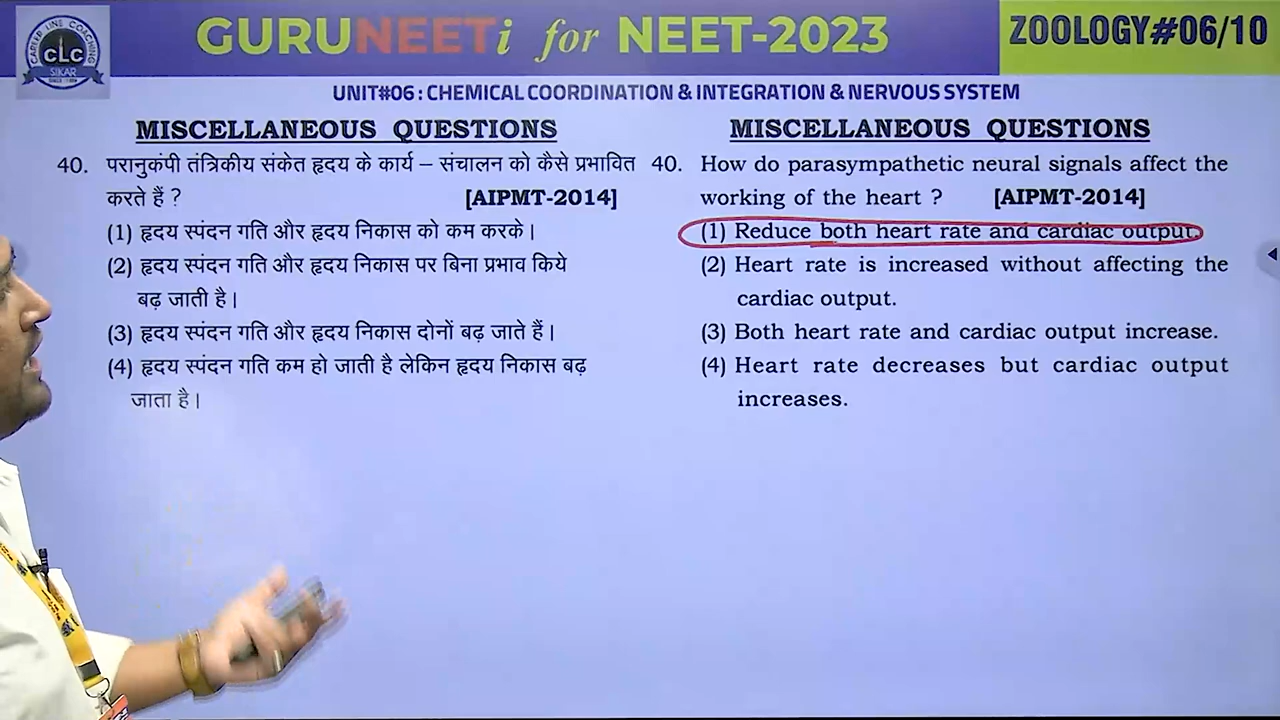 CAREER LINE COACHING
CLC
SIKAR
GURUNEETi for NEET-2023
ZOOLOGY#06/10
UNIT#06 : CHEMICAL COORDINATION & INTEGRATION & NERVOUS SYSTEM
MISCELLANEOUS QUESTIONS
40. परानुकंपी तंत्रिकीय संकेत हृदय के कार्य – संचालन को कैसे प्रभावित
करते हैं ? [AIPMT-2014]
(1) हृदय स्पंदन गति और हृदय निकास को कम करके।
(2) हृदय स्पंदन गति और हृदय निकास पर बिना प्रभाव किये
बढ़ जाती है।
(3) हृदय स्पंदन गति और हृदय निकास दोनों बढ़ जाते हैं।
(4) हृदय स्पंदन गति कम हो जाती है लेकिन हृदय निकास बढ़
जाता है।
MISCELLANEOUS QUESTIONS
40. How do parasympathetic neural signals affect the
working of the heart ? [AIPMT-2014]
(1) Reduce both heart rate and cardiac output.
(2) Heart rate is increased without affecting the
cardiac output.
(3) Both heart rate and cardiac output increase.
(4) Heart rate decreases but cardiac output
increases.